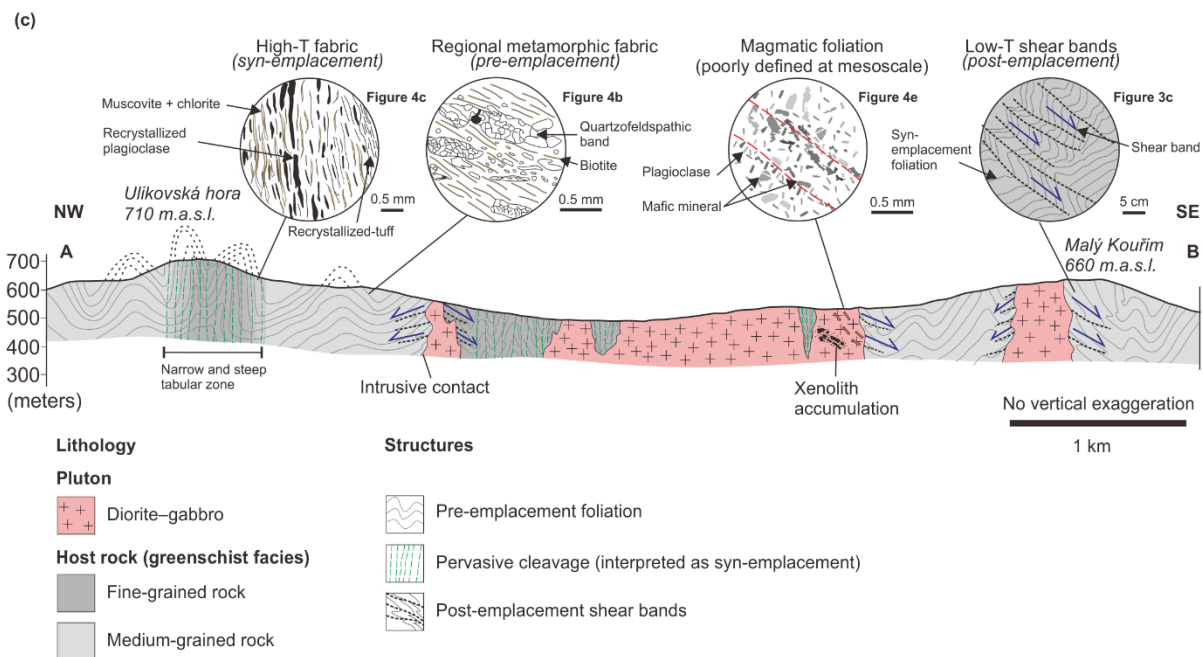 (c)
High-T fabric
(syn-emplacement)
Regional metamorphic fabric
(pre-emplacement)
Magmatic foliation
(poorly defined at mesoscale)
Low-T shear bands
(post-emplacement)
Muscovite + chlorite
Recrystallized
plagioclase
Figure 4c
0.5 mm
Recrystallized-tuff
Figure 4b
Quartzofeldspathic
band
Biotite
0.5 mm
Figure 4e
Plagioclase
Mafic mineral
0.5 mm
Figure 3c
Syn-
emplacement
foliation
Shear band
5 cm
Ulikovská hora
710 m.a.s.l.
NW
A
SE
B
Malý Kouřim
660 m.a.s.l.
700
600
500
400
300
(meters)
Narrow and steep
tabular zone
Intrusive contact
Xenolith
accumulation
No vertical exaggeration
1 km
Lithology
Pluton
Diorite–gabbro
Host rock (greenschist facies)
Fine-grained rock
Medium-grained rock
Structures
Pre-emplacement foliation
Pervasive cleavage (interpreted as syn-emplacement)
Post-emplacement shear bands